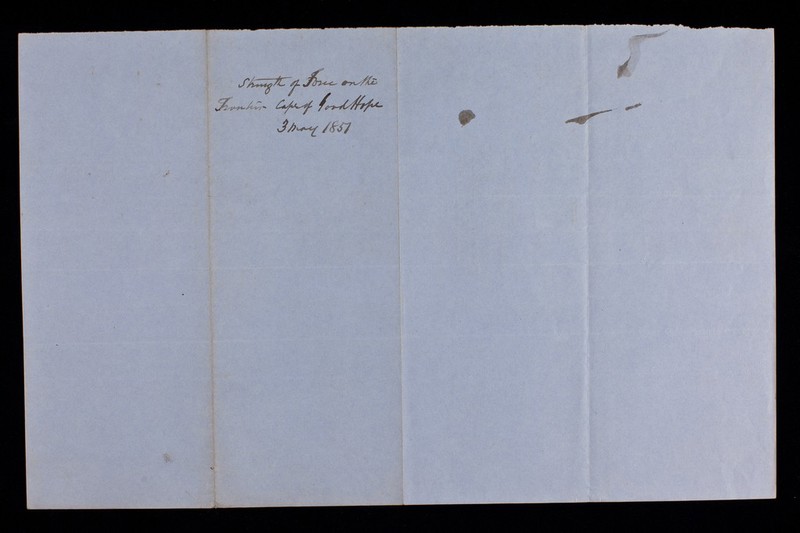 Strength of Force on the
Frontier Cape of Good Hope
3 May 1851